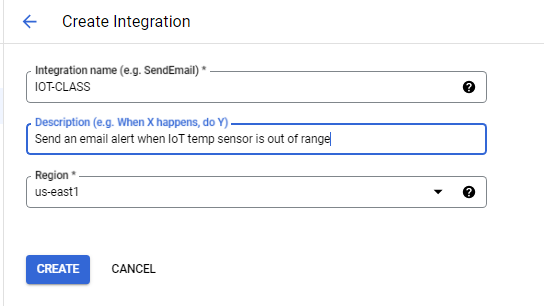 Create Integration
Integration name (e.g. SendEmail) *
IOT-CLASS
Description (e.g. When X happens, do Y)
Send an email alert when IoT temp sensor is out of range
Region *
us-east1
CREATE CANCEL